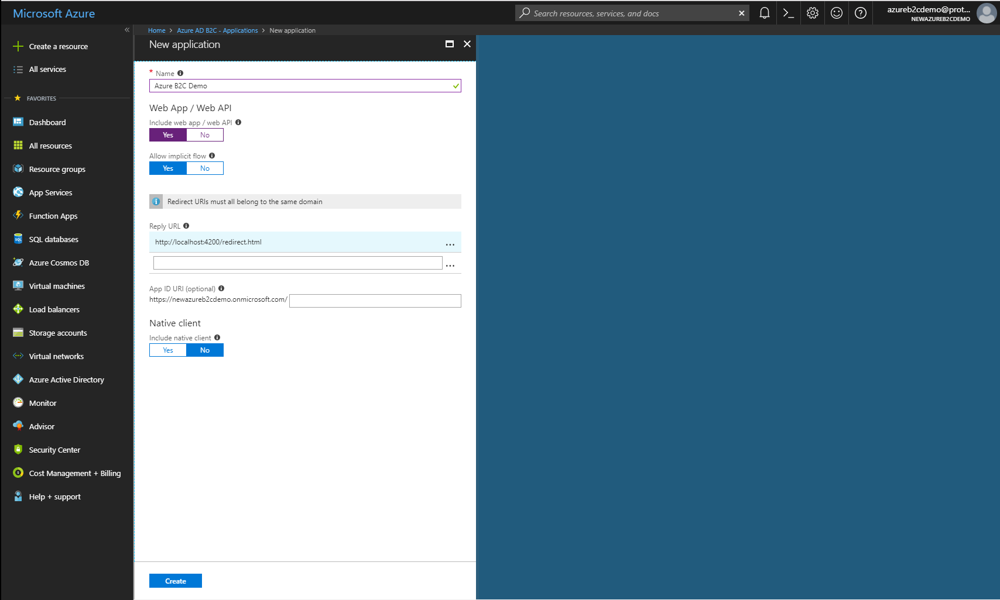 Microsoft Azure
Search resources, services, and docs
azureb2cdemo@prot...
NEWAZUREB2CDEMO
«
Home > Azure AD B2C - Applications > New application
Create a resource
All services
FAVORITES
Dashboard
All resources
Resource groups
App Services
Function Apps
SQL databases
Azure Cosmos DB
Virtual machines
Load balancers
Storage accounts
Virtual networks
Azure Active Directory
Monitor
Advisor
Security Center
Cost Management + Billing
Help + support
New application
* Name
Azure B2C Demo
Web App / Web API
Include web app / web API
Yes No
Allow implicit flow
Yes No
Redirect URIs must all belong to the same domain
Reply URL
http://localhost:4200/redirect.html ...
...
App ID URI (optional)
https://newazureb2cdemo.onmicrosoft.com/
Native client
Include native client
Yes No
Create